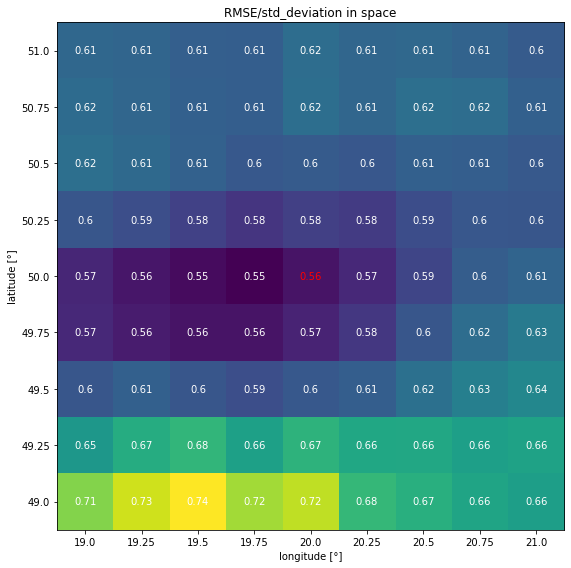 RMSE/std_deviation in space
51.0 0.61 0.61 0.61 0.61 0.62 0.61 0.61 0.61 0.6
50.75 0.62 0.61 0.61 0.61 0.62 0.61 0.62 0.62 0.61
50.5 0.62 0.61 0.61 0.6 0.6 0.6 0.61 0.61 0.6
50.25 0.6 0.59 0.58 0.58 0.58 0.58 0.59 0.6 0.6
50.0 0.57 0.56 0.55 0.55 0.56 0.57 0.59 0.6 0.61
49.75 0.57 0.56 0.56 0.56 0.57 0.58 0.6 0.62 0.63
49.5 0.6 0.61 0.6 0.59 0.6 0.61 0.62 0.63 0.64
49.25 0.65 0.67 0.68 0.66 0.67 0.66 0.66 0.66 0.66
49.0 0.71 0.73 0.74 0.72 0.72 0.68 0.67 0.66 0.66
19.0 19.25 19.5 19.75 20.0 20.25 20.5 20.75 21.0
longitude [°]
latitude [°]